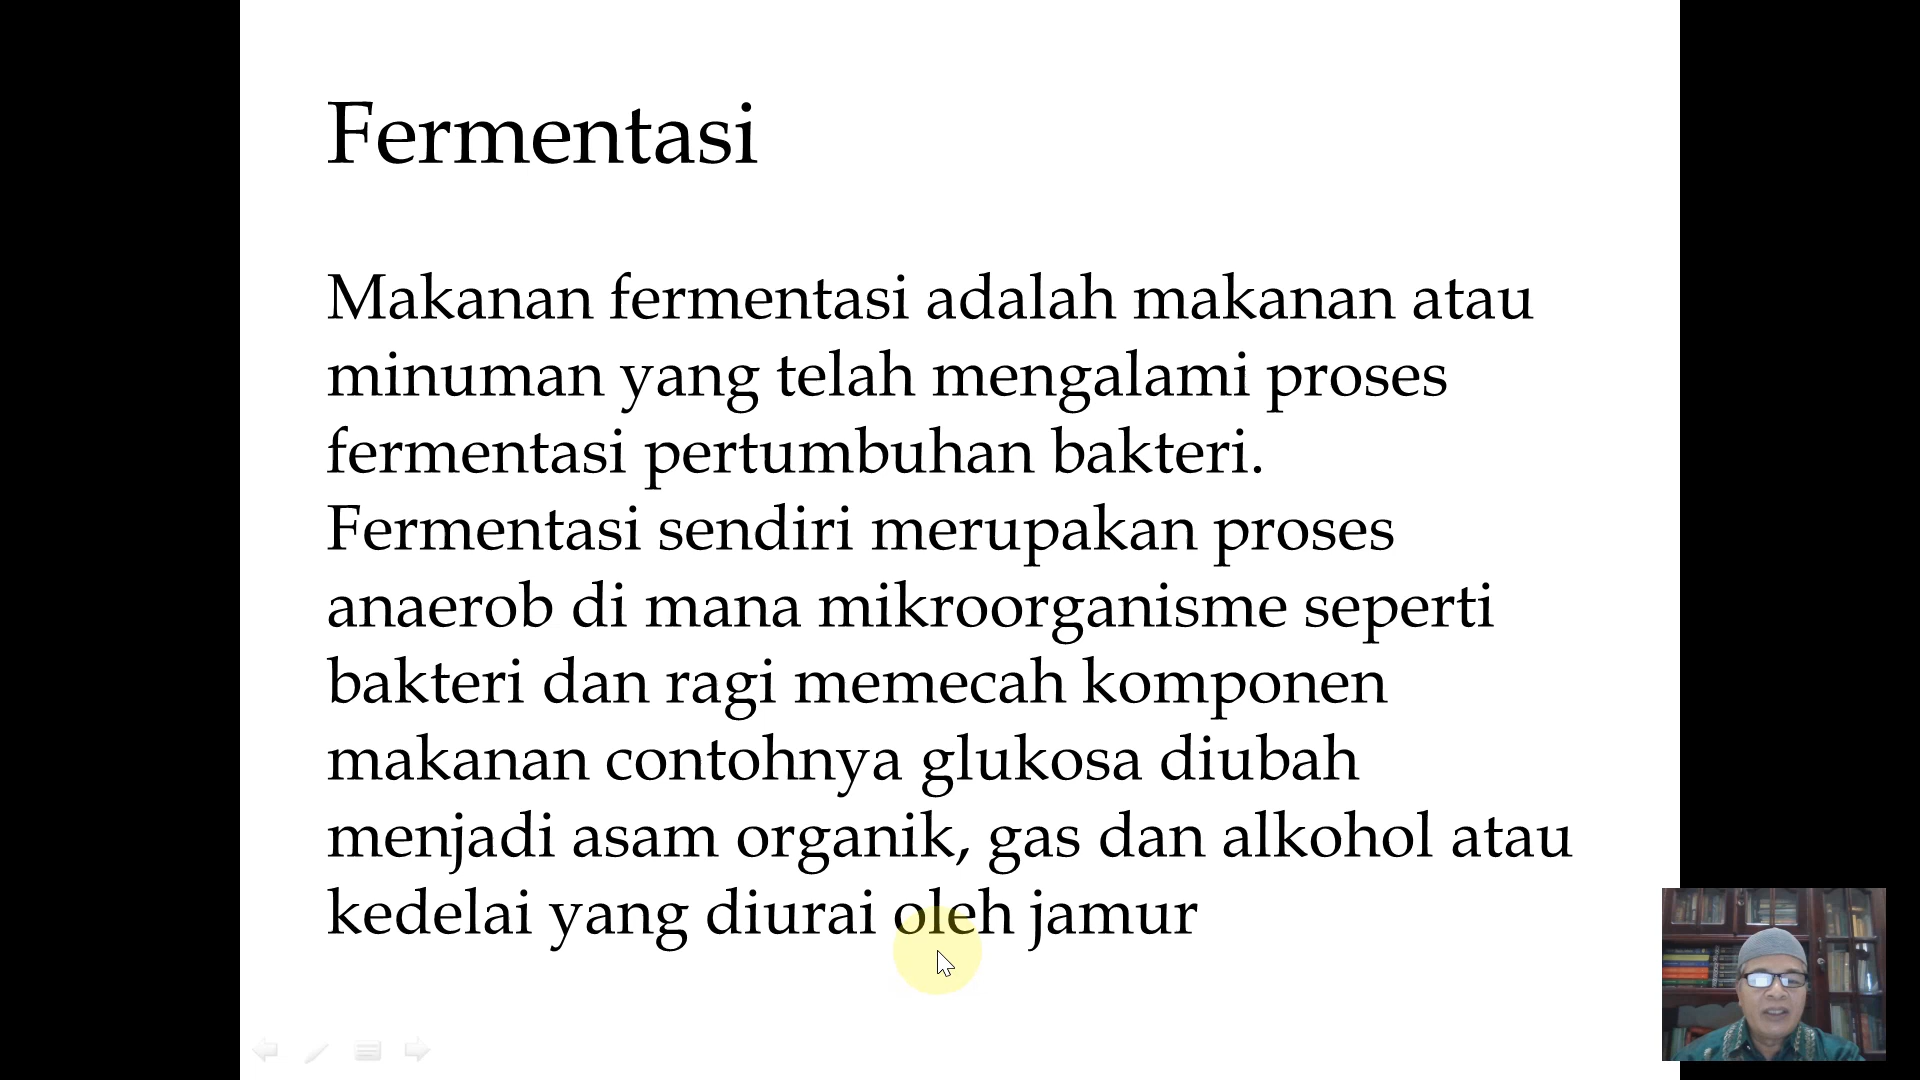 Fermentasi
Makanan fermentasi adalah makanan atau
minuman yang telah mengalami proses
fermentasi pertumbuhan bakteri.
Fermentasi sendiri merupakan proses
anaerob di mana mikroorganisme seperti
bakteri dan ragi memecah komponen
makanan contohnya glukosa diubah
menjadi asam organik, gas dan alkohol atau
kedelai yang diurai oleh jamur